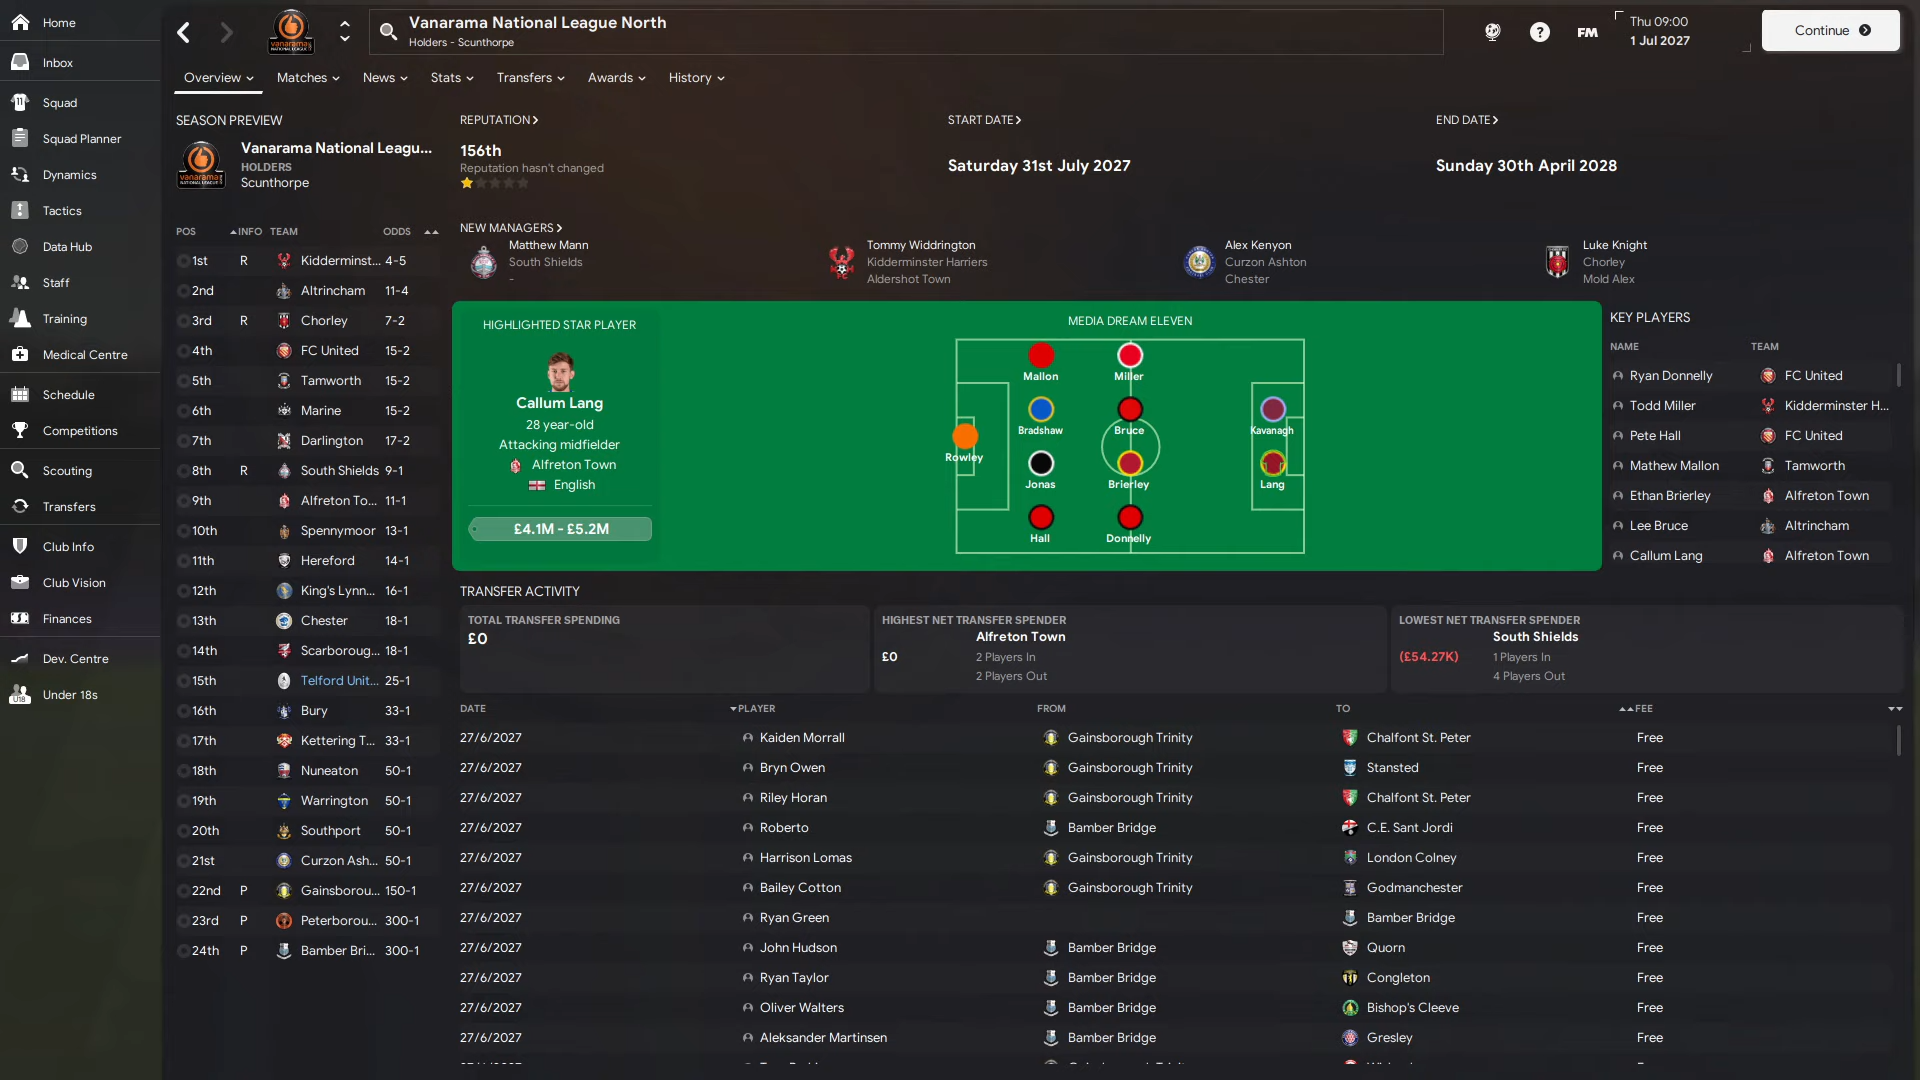 Home
Inbox
Squad
Squad Planner
Dynamics
Tactics
Data Hub
Staff
Training
Medical Centre
Schedule
Competitions
Scouting
Transfers
Club Info
Club Vision
Finances
Dev. Centre
Under 18s
Vanarama National League North
Holders - Scunthorpe
FM
Thu 09:00
1 Jul 2027
Continue
Overview Matches News Stats Transfers Awards History
SEASON PREVIEW
Vanarama National Leagu...
HOLDERS
Scunthorpe
REPUTATION
156th
Reputation hasn't changed
START DATE
Saturday 31st July 2027
END DATE
Sunday 30th April 2028
POS INFO TEAM ODDS
1st R Kidderminst... 4-5
2nd Altrincham 11-4
3rd R Chorley 7-2
4th FC United 15-2
5th Tamworth 15-2
6th Marine 15-2
7th Darlington 17-2
8th R South Shields 9-1
9th Alfreton To... 11-1
10th Spennymoor 13-1
11th Hereford 14-1
12th King's Lynn... 16-1
13th Chester 18-1
14th Scarboroug... 18-1
15th Telford Unit... 25-1
16th Bury 33-1
17th Kettering T... 33-1
18th Nuneaton 50-1
19th Warrington 50-1
20th Southport 50-1
21st Curzon Ash... 50-1
22nd P Gainsborou... 150-1
23rd P Peterborou... 300-1
24th P Bamber Bri... 300-1
NEW MANAGERS
Matthew Mann
South Shields
-
Tommy Widdrington
Kidderminster Harriers
Aldershot Town
Alex Kenyon
Curzon Ashton
Chester
Luke Knight
Chorley
Mold Alex
HIGHLIGHTED STAR PLAYER
Callum Lang
28 year-old
Attacking midfielder
Alfreton Town
English
£4.1M - £5.2M
MEDIA DREAM ELEVEN
Mallon Miller
Bradshaw Bruce Kavanagh
Rowley
Jonas Brierley Lang
Hall Donnelly
KEY PLAYERS
NAME TEAM
Ryan Donnelly FC United
Todd Miller Kidderminster H...
Pete Hall FC United
Mathew Mallon Tamworth
Ethan Brierley Alfreton Town
Lee Bruce Altrincham
Callum Lang Alfreton Town
TRANSFER ACTIVITY
TOTAL TRANSFER SPENDING
£0
HIGHEST NET TRANSFER SPENDER
Alfreton Town
£0
2 Players In
2 Players Out
LOWEST NET TRANSFER SPENDER
South Shields
(£54.27K)
1 Players In
4 Players Out
DATE PLAYER FROM TO FEE
27/6/2027 Kaiden Morrall Gainsborough Trinity Chalfont St. Peter Free
27/6/2027 Bryn Owen Gainsborough Trinity Stansted Free
27/6/2027 Riley Horan Gainsborough Trinity Chalfont St. Peter Free
27/6/2027 Roberto Bamber Bridge C.E. Sant Jordi Free
27/6/2027 Harrison Lomas Gainsborough Trinity London Colney Free
27/6/2027 Bailey Cotton Gainsborough Trinity Godmanchester Free
27/6/2027 Ryan Green Bamber Bridge Free
27/6/2027 John Hudson Bamber Bridge Quorn Free
27/6/2027 Ryan Taylor Bamber Bridge Congleton Free
27/6/2027 Oliver Walters Bamber Bridge Bishop's Cleeve Free
27/6/2027 Aleksander Martinsen Bamber Bridge Gresley Free